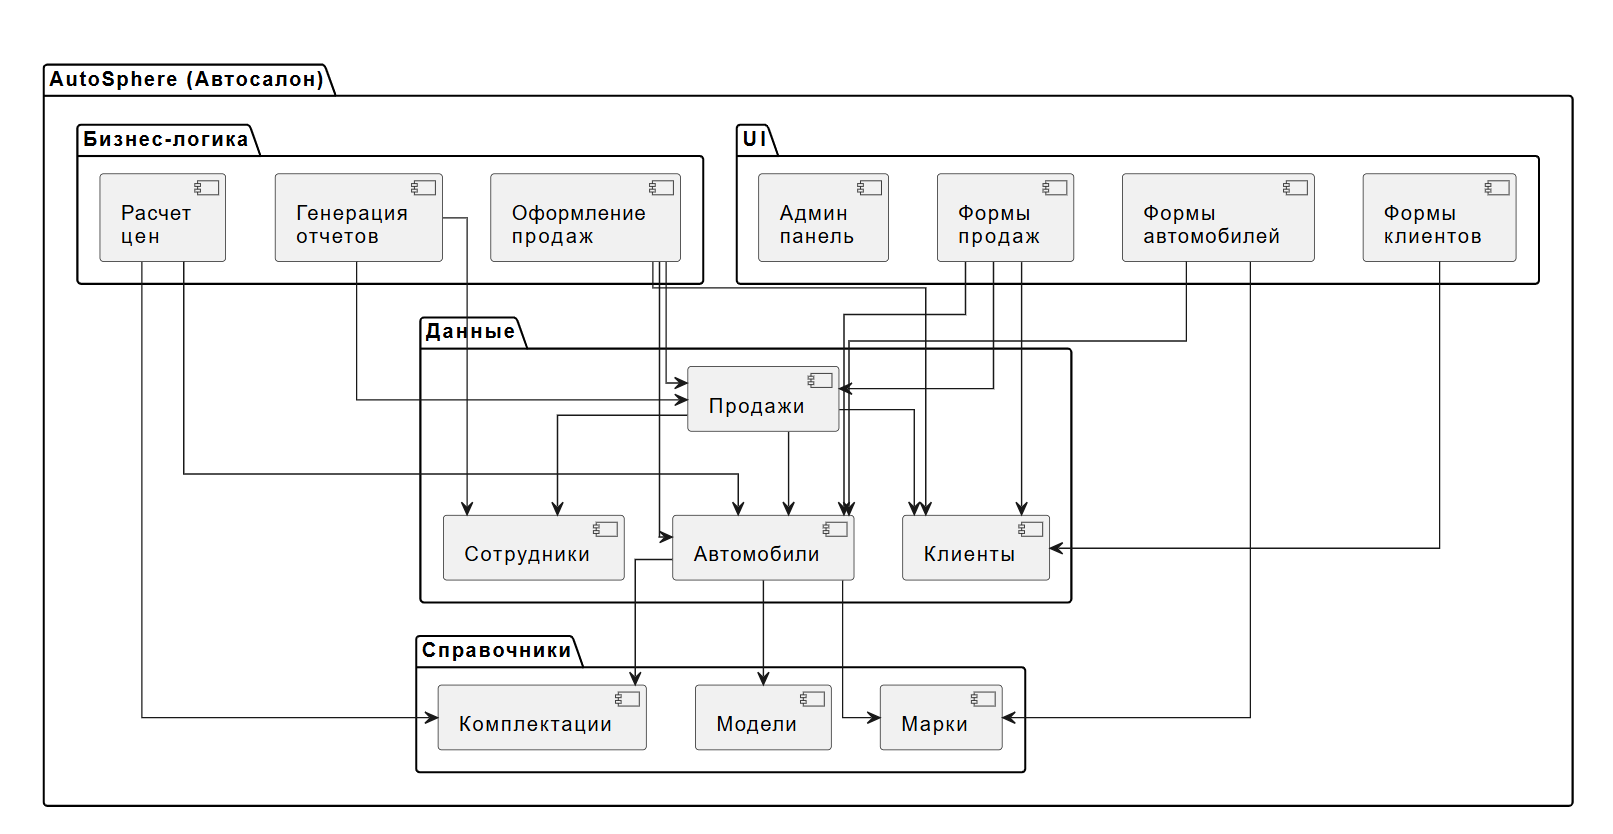 AutoSphere (Автосалон)
Бизнес-логика
Расчет
цен
Генерация
отчетов
Оформление
продаж
UI
Админ
панель
Формы
продаж
Формы
автомобилей
Формы
клиентов
Данные
Продажи
Сотрудники
Автомобили
Клиенты
Справочники
Комплектации
Модели
Марки